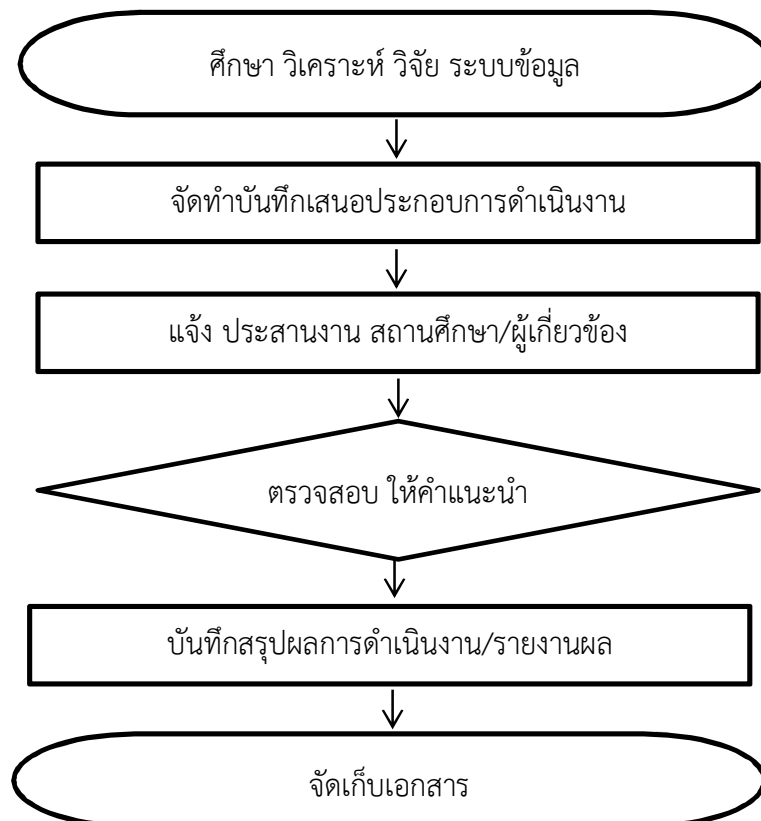 ศึกษา วิเคราะห์ วิจัย ระบบข้อมูล
จัดทำบันทึกเสนอประกอบการดำเนินงาน
แจ้ง ประสานงาน สถานศึกษา/ผู้เกี่ยวข้อง
ตรวจสอบ ให้คำแนะนำ
บันทึกสรุปผลการดำเนินงาน/รายงานผล
จัดเก็บเอกสาร